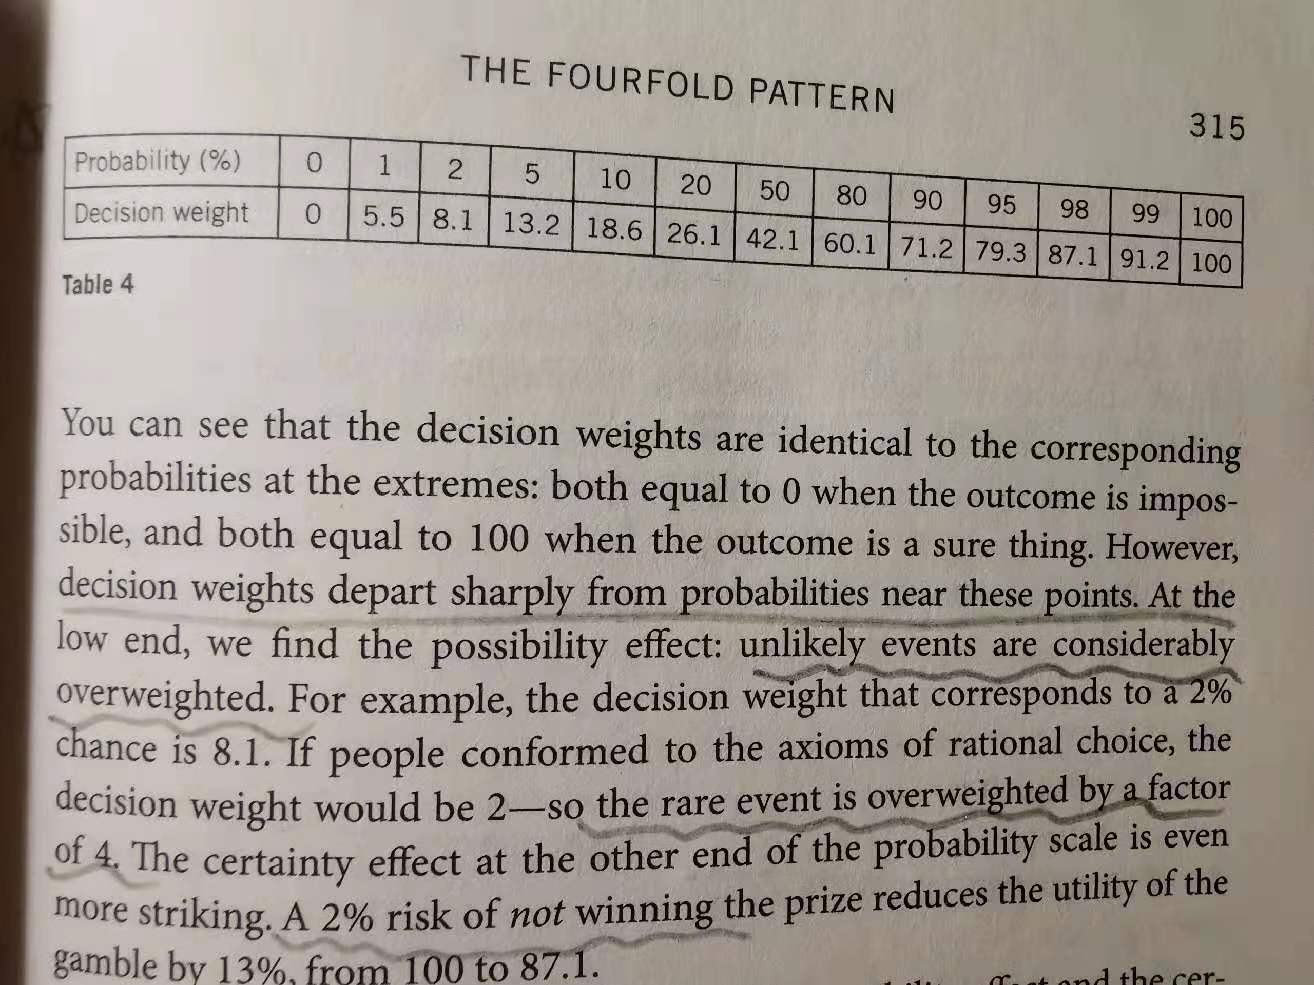 THE FOURFOLD PATTERN
315
Probability (%) 0 1 2 5 10 20 50 80 90 95 98 99 100
Decision weight 0 5.5 8.1 13.2 18.6 26.1 42.1 60.1 71.2 79.3 87.1 91.2 100
Table 4
You can see that the decision weights are identical to the corresponding
probabilities at the extremes: both equal to 0 when the outcome is impos-
sible, and both equal to 100 when the outcome is a sure thing. However,
decision weights depart sharply from probabilities near these points. At the
low end, we find the possibility effect: unlikely events are considerably
overweighted. For example, the decision weight that corresponds to a 2%
chance is 8.1. If people conformed to the axioms of rational choice, the
decision weight would be 2—so the rare event is overweighted by a factor
of 4. The certainty effect at the other end of the probability scale is even
more striking. A 2% risk of not winning the prize reduces the utility of the
gamble by 13%, from 100 to 87.1.
and the cer-